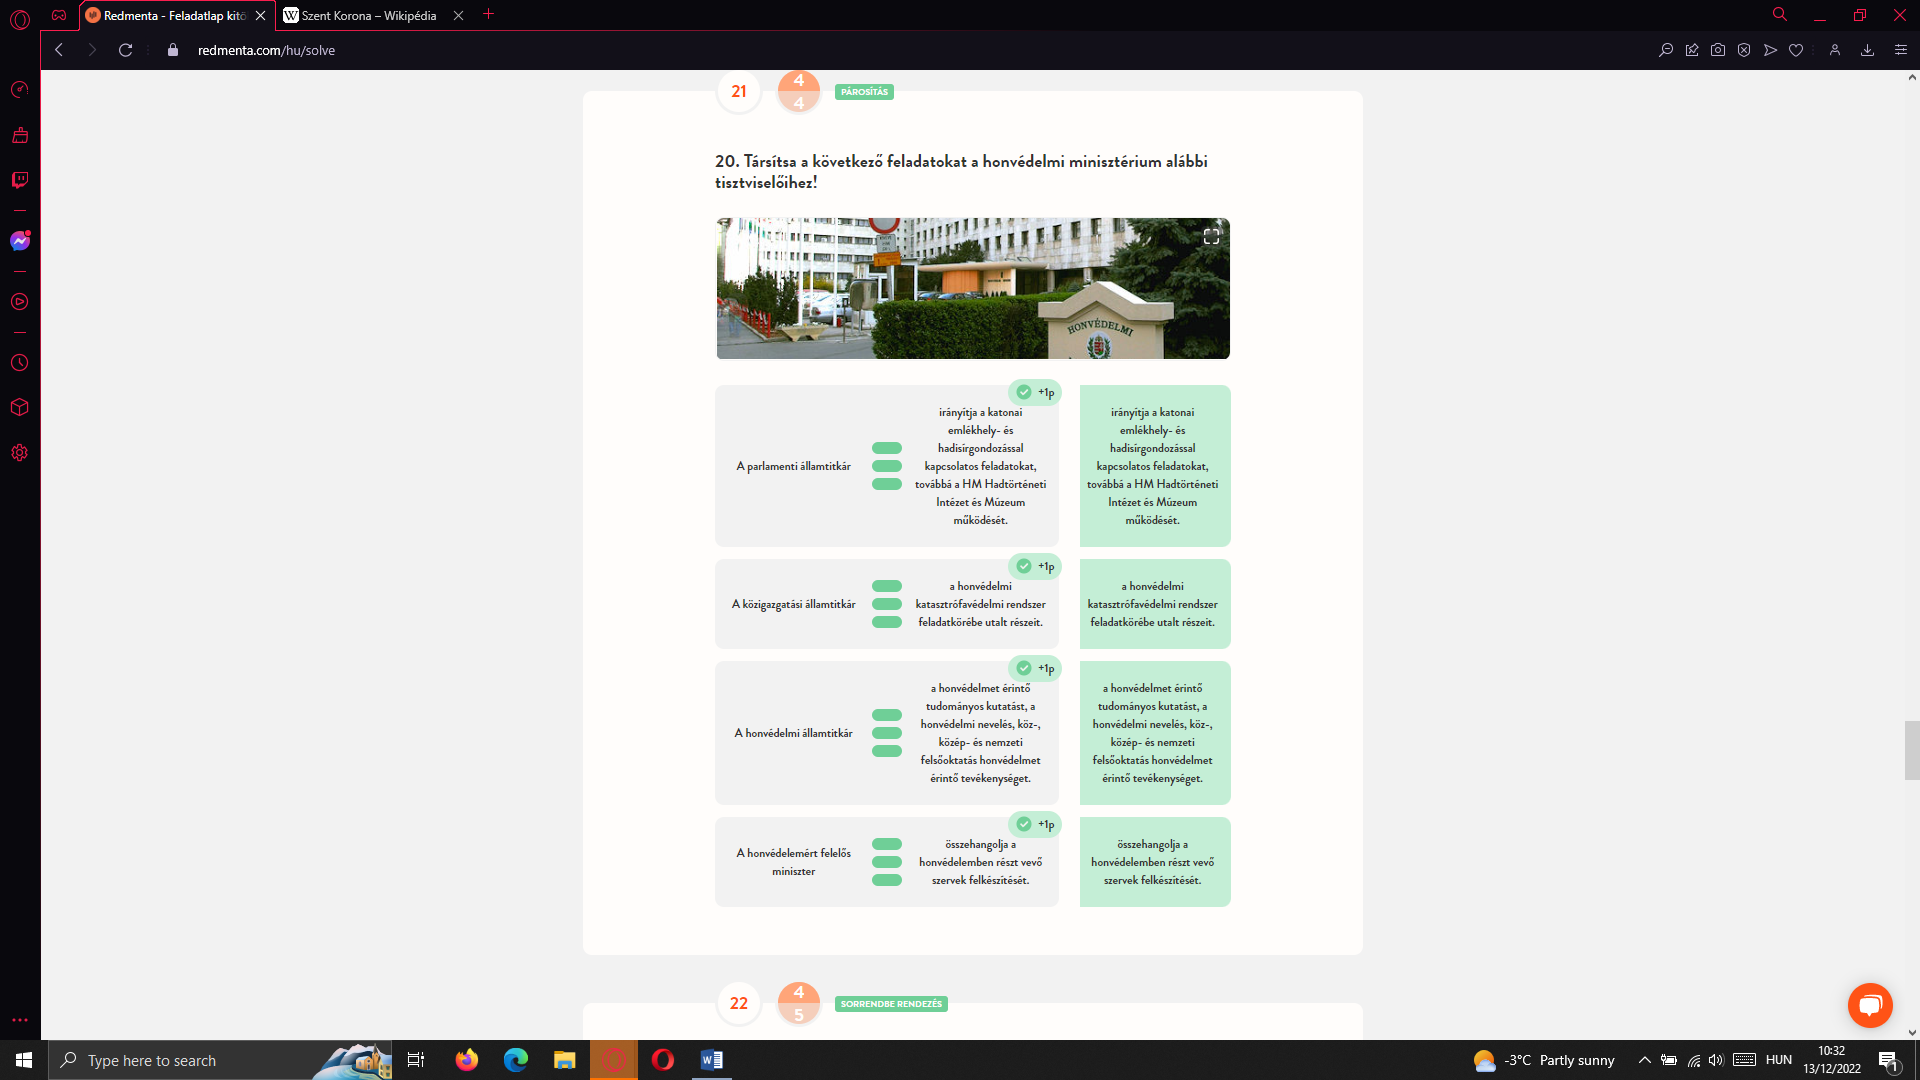 Redmenta - Feladatlap kitö
Szent Korona – Wikipédia
redmenta.com/hu/solve
21
4
4
PÁROSÍTÁS
20. Társítsa a következő feladatokat a honvédelmi minisztérium alábbi
tisztviselőihez!
HONVÉDELMI
+1p
A parlamenti államtitkár
irányítja a katonai
emlékhely- és
hadisírgondozással
kapcsolatos feladatokat,
továbbá a HM Hadtörténeti
Intézet és Múzeum
működését.
irányítja a katonai
emlékhely- és
hadisírgondozással
kapcsolatos feladatokat,
továbbá a HM Hadtörténeti
Intézet és Múzeum
működését.
+1p
A közigazgatási államtitkár
a honvédelmi
katasztrófavédelmi rendszer
feladatkörébe utalt részeit.
a honvédelmi
katasztrófavédelmi rendszer
feladatkörébe utalt részeit.
+1p
A honvédelmi államtitkár
a honvédelmet érintő
tudományos kutatást, a
honvédelmi nevelés, köz-,
közép- és nemzeti
felsőoktatás honvédelmet
érintő tevékenységet.
a honvédelmet érintő
tudományos kutatást, a
honvédelmi nevelés, köz-,
közép- és nemzeti
felsőoktatás honvédelmet
érintő tevékenységet.
+1p
A honvédelemért felelős
miniszter
összehangolja a
honvédelemben részt vevő
szervek felkészítését.
összehangolja a
honvédelemben részt vevő
szervek felkészítését.
22
4
5
SORRENDBE RENDEZÉS
Type here to search
-3°C Partly sunny
HUN
10:32
13/12/2022
1